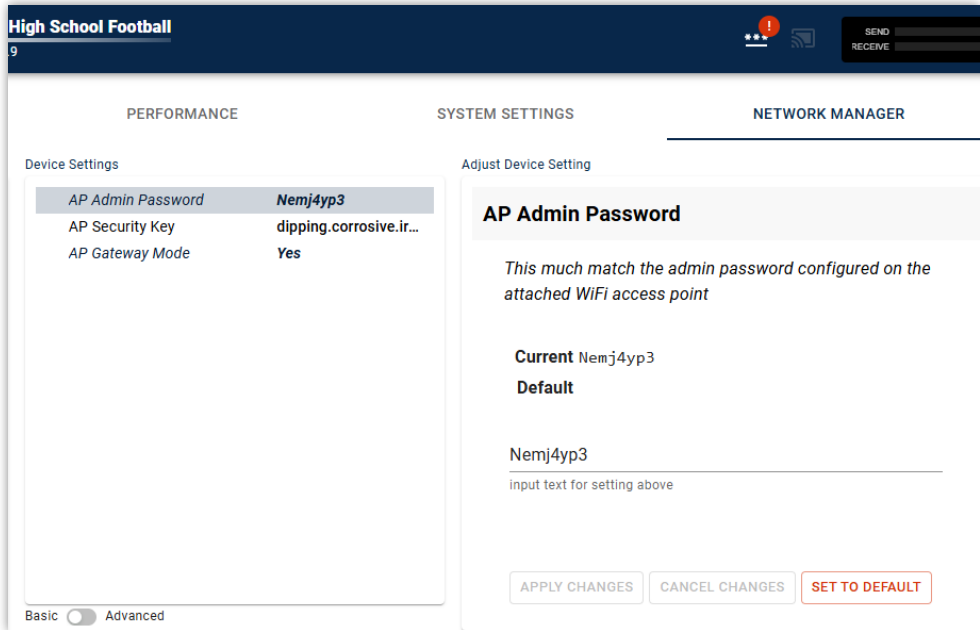 High School Football
.9
***
!
SEND
RECEIVE
PERFORMANCE SYSTEM SETTINGS NETWORK MANAGER
Device Settings
AP Admin Password Nemj4yp3
AP Security Key dipping.corrosive.ir...
AP Gateway Mode Yes
Basic Advanced
Adjust Device Setting
AP Admin Password
This much match the admin password configured on the
attached WiFi access point
Current Nemj4yp3
Default
Nemj4yp3
input text for setting above
APPLY CHANGES CANCEL CHANGES SET TO DEFAULT